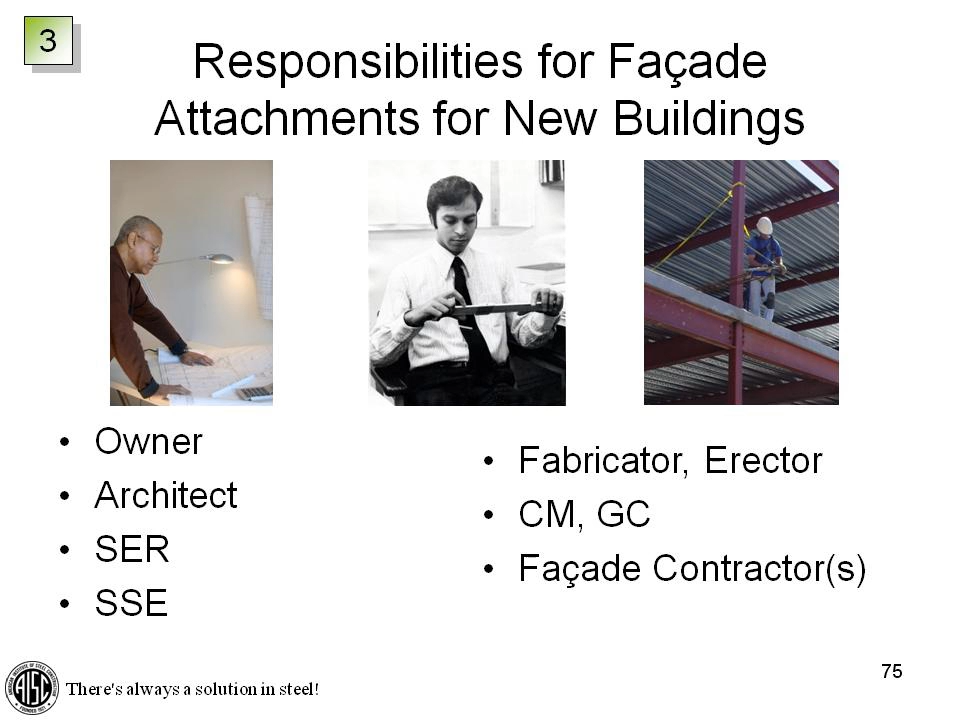 3
Responsibilities for Façade
Attachments for New Buildings
• Owner
• Architect
• SER
• SSE
• Fabricator, Erector
• CM, GC
• Façade Contractor(s)
AISC
There's always a solution in steel!
75